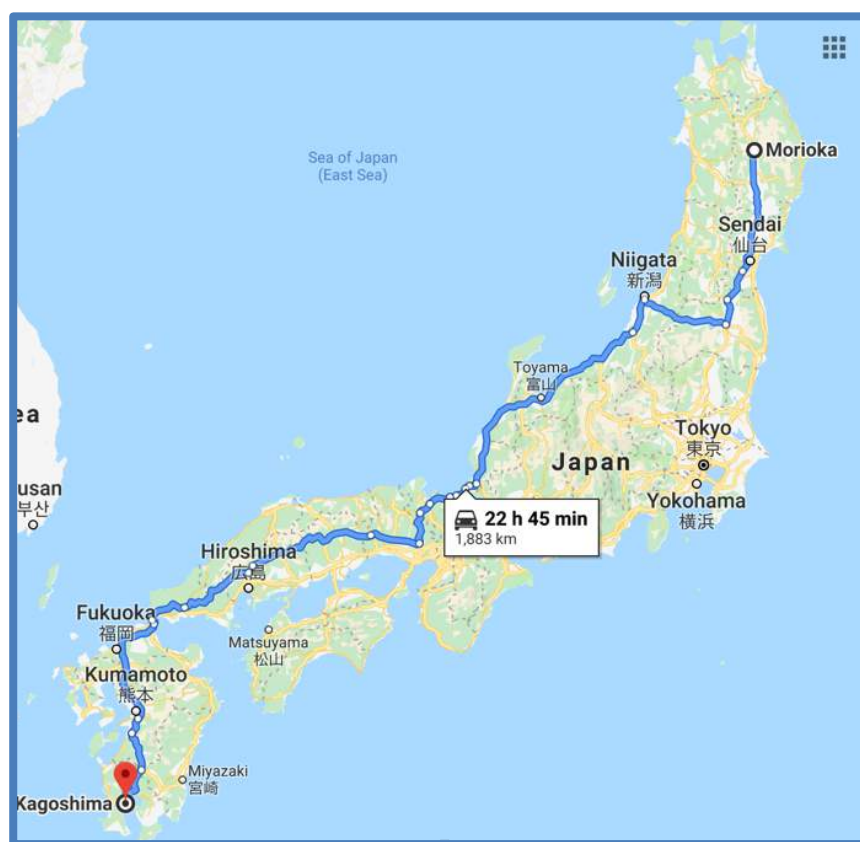 Sea of Japan
(East Sea)
Morioka
Sendai
仙台
Niigata
新潟
Toyama
富山
Tokyo
東京
Japan
Yokohama
横浜
ea
usan
부산
22 h 45 min
1,883 km
Hiroshima
広島
Fukuoka
福岡
Matsuyama
松山
Kumamoto
熊本
Miyazaki
宮崎
Kagoshima